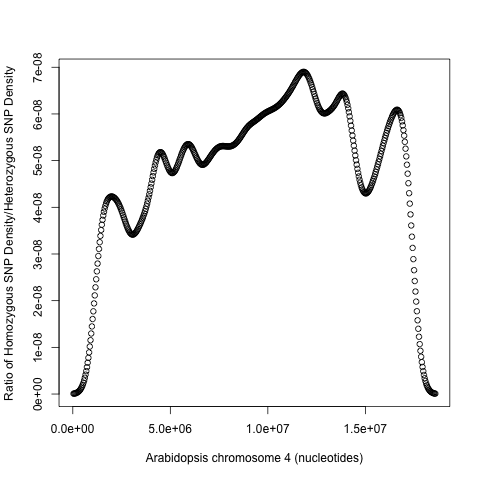 Ratio of Homozygous SNP Density/Heterozygous SNP Density
7e-08
6e-08
5e-08
4e-08
3e-08
2e-08
1e-08
0e+00
0.0e+00 5.0e+06 1.0e+07 1.5e+07
Arabidopsis chromosome 4 (nucleotides)